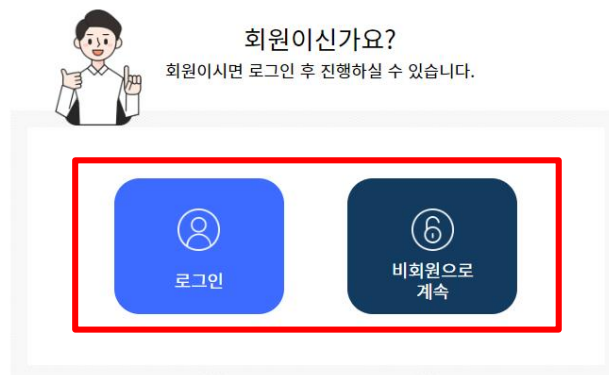 회원이신가요?
회원이시면 로그인 후 진행하실 수 있습니다.
로그인
비회원으로
계속